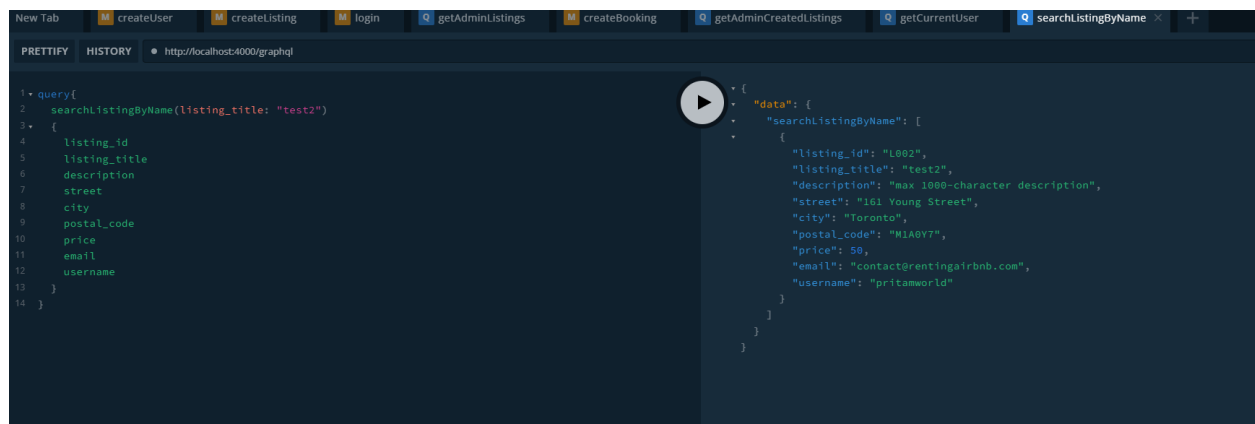 New Tab M createUser M createListing M login Q getAdminListings M createBooking Q getAdminCreatedListings Q getCurrentUser Q searchListingByName × +
PRETTIFY HISTORY http://localhost:4000/graphql
1 query{
2 searchListingByName(listing_title: "test2")
3 {
4 listing_id
5 listing_title
6 description
7 street
8 city
9 postal_code
10 price
11 email
12 username
13 }
14 }
{
"data": {
"searchListingByName": [
{
"listing_id": "L002",
"listing_title": "test2",
"description": "max 1000-character description",
"street": "161 Young Street",
"city": "Toronto",
"postal_code": "M1A0Y7",
"price": 50,
"email": "contact@rentingairbnb.com",
"username": "pritamworld"
}
]
}
}